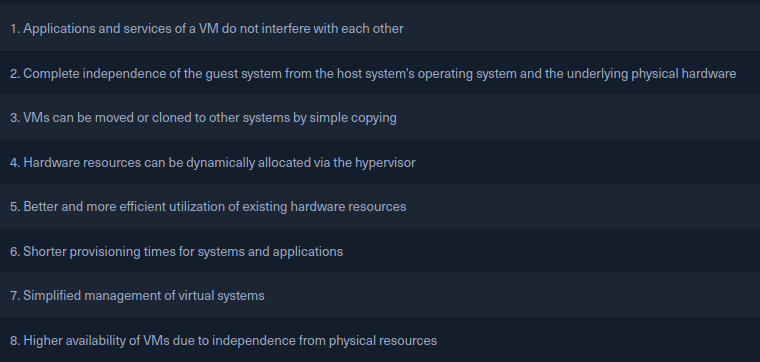 1. Applications and services of a VM do not interfere with each other
2. Complete independence of the guest system from the host system's operating system and the underlying physical hardware
3. VMs can be moved or cloned to other systems by simple copying
4. Hardware resources can be dynamically allocated via the hypervisor
5. Better and more efficient utilization of existing hardware resources
6. Shorter provisioning times for systems and applications
7. Simplified management of virtual systems
8. Higher availability of VMs due to independence from physical resources